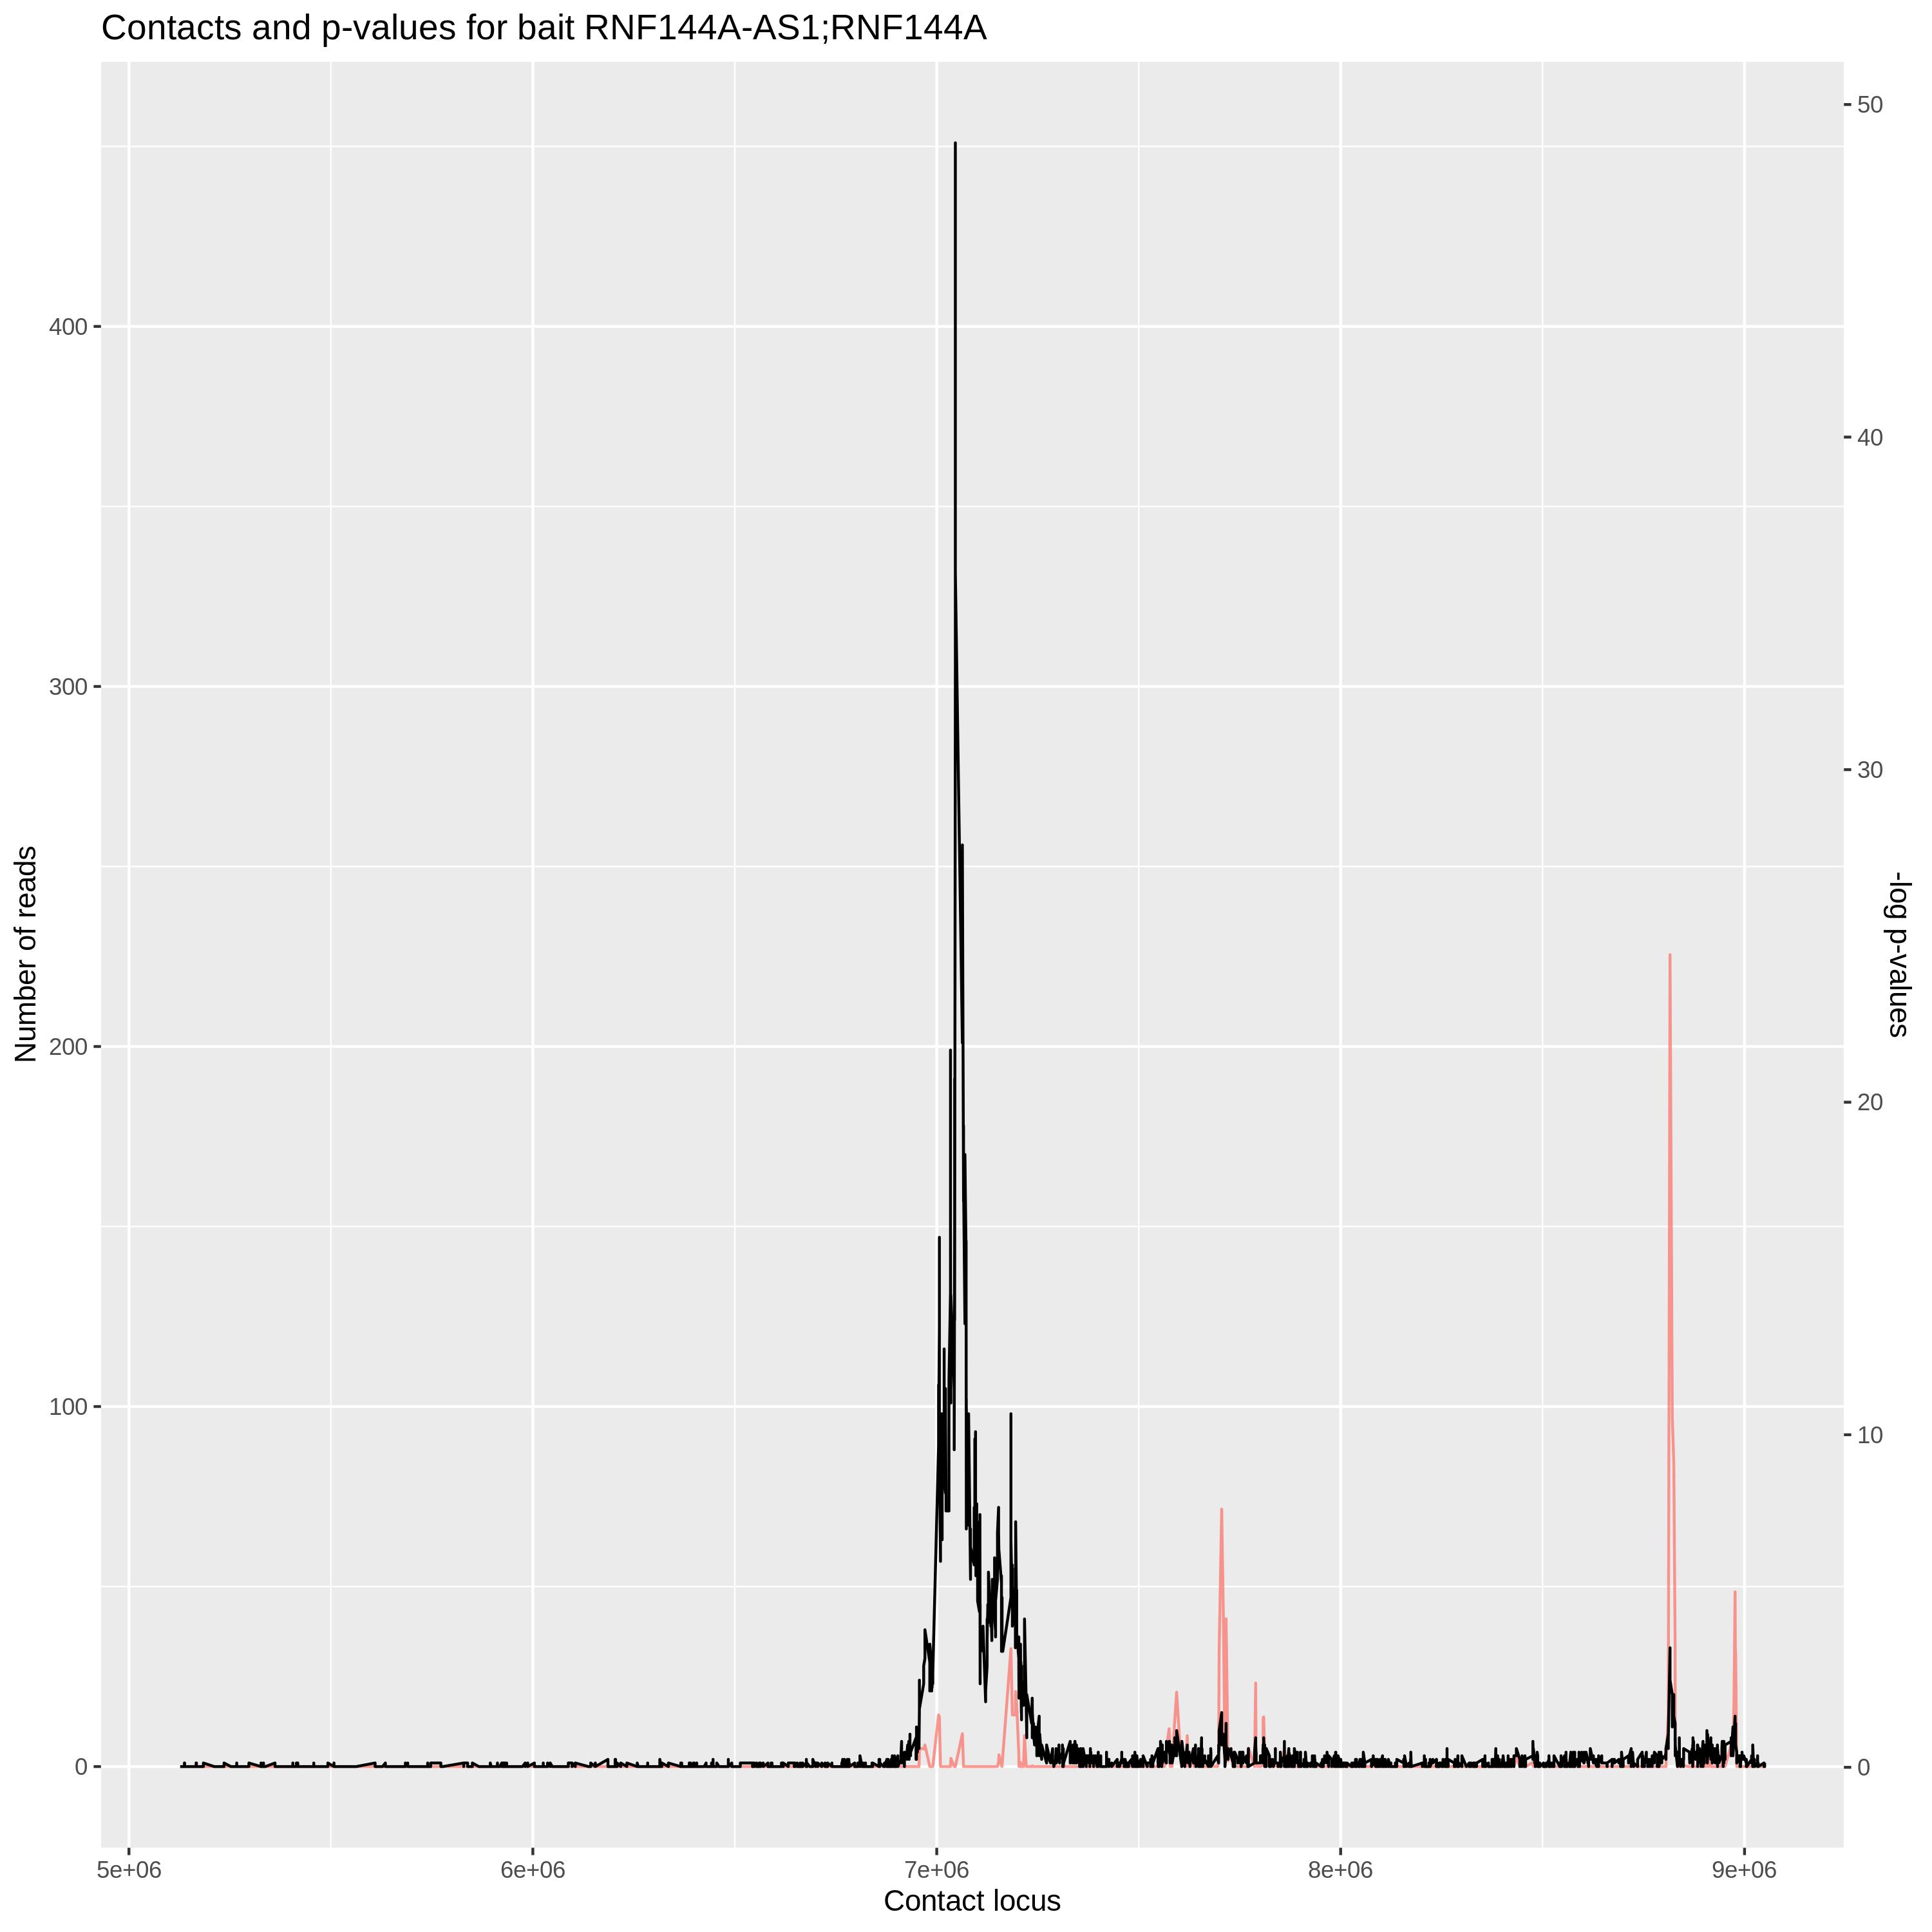 Contacts and p-values for bait RNF144A-AS1;RNF144A
Number of reads
400
300
200
100
0
50
40
30
20
10
0
-log p-values
5e+06 6e+06 7e+06 8e+06 9e+06
Contact locus